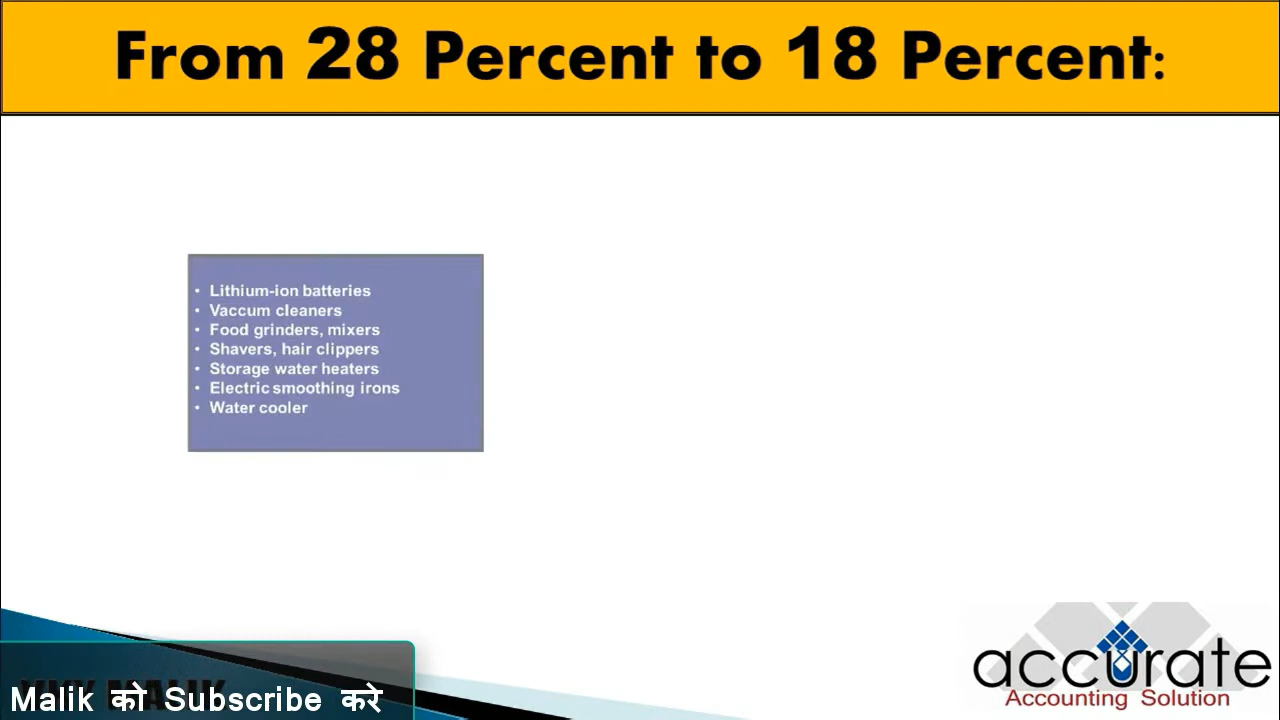 From 28 Percent to 18 Percent:
• Lithium-ion batteries
• Vaccum cleaners
• Food grinders, mixers
• Shavers, hair clippers
• Storage water heaters
• Electric smoothing irons
• Water cooler
accurate
Accounting Solution
MALIK
Malik को Subscribe करे